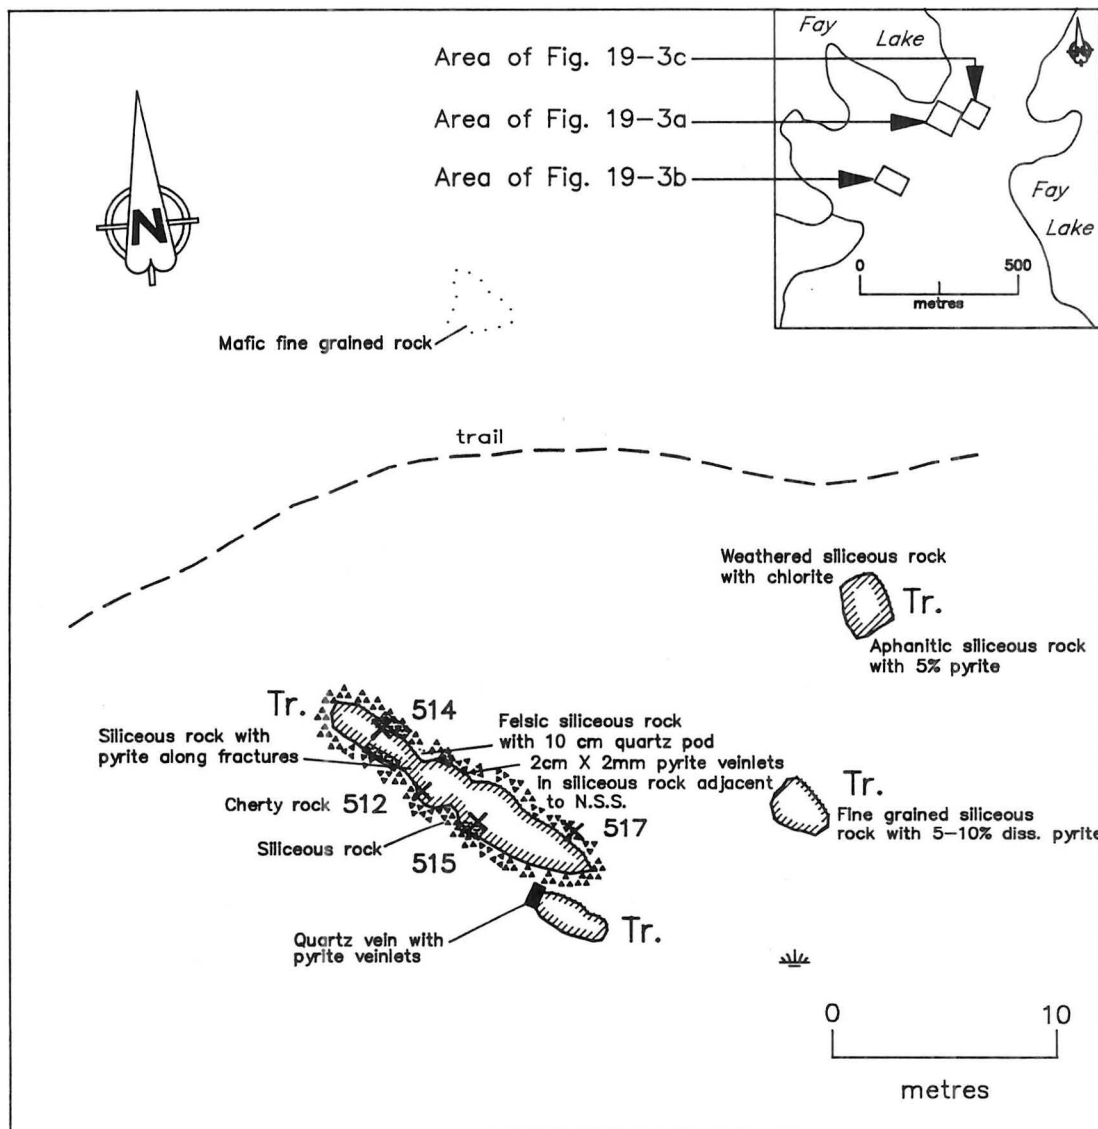 Fay
Lake
Area of Fig. 19-3c
Area of Fig. 19-3a
Area of Fig. 19-3b
Fay
Lake
0 500
metres
N
Mafic fine grained rock
trail
Weathered siliceous rock
with chlorite
Tr.
Aphanitic siliceous rock
with 5% pyrite
Tr.
514
Siliceous rock with
pyrite along fractures
Felsic siliceous rock
with 10 cm quartz pod
2cm X 2mm pyrite veinlets
in siliceous rock adjacent
to N.S.S.
Cherty rock
512
517
Siliceous rock
515
Tr.
Fine grained siliceous
rock with 5-10% diss. pyrite
Quartz vein with
pyrite veinlets
Tr.
0 10
metres